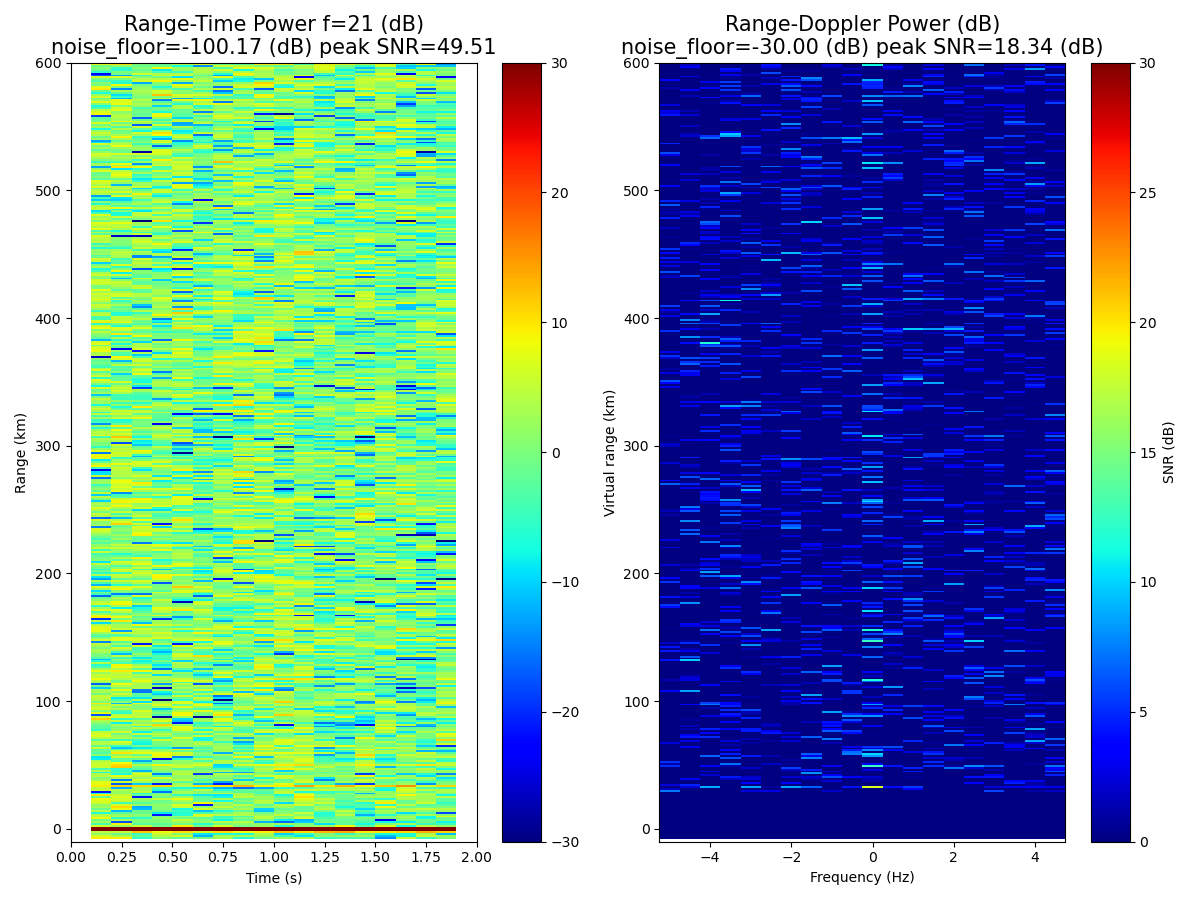 Range-Time Power f=21 (dB)
noise_floor=-100.17 (dB) peak SNR=49.51
600
500
400
300
200
100
0
Range (km)
0.00 0.25 0.50 0.75 1.00 1.25 1.50 1.75 2.00
Time (s)
30
20
10
0
−10
−20
−30
Range-Doppler Power (dB)
noise_floor=-30.00 (dB) peak SNR=18.34 (dB)
600
500
400
300
200
100
0
Virtual range (km)
−4 −2 0 2 4
Frequency (Hz)
30
25
20
15
10
5
0
SNR (dB)